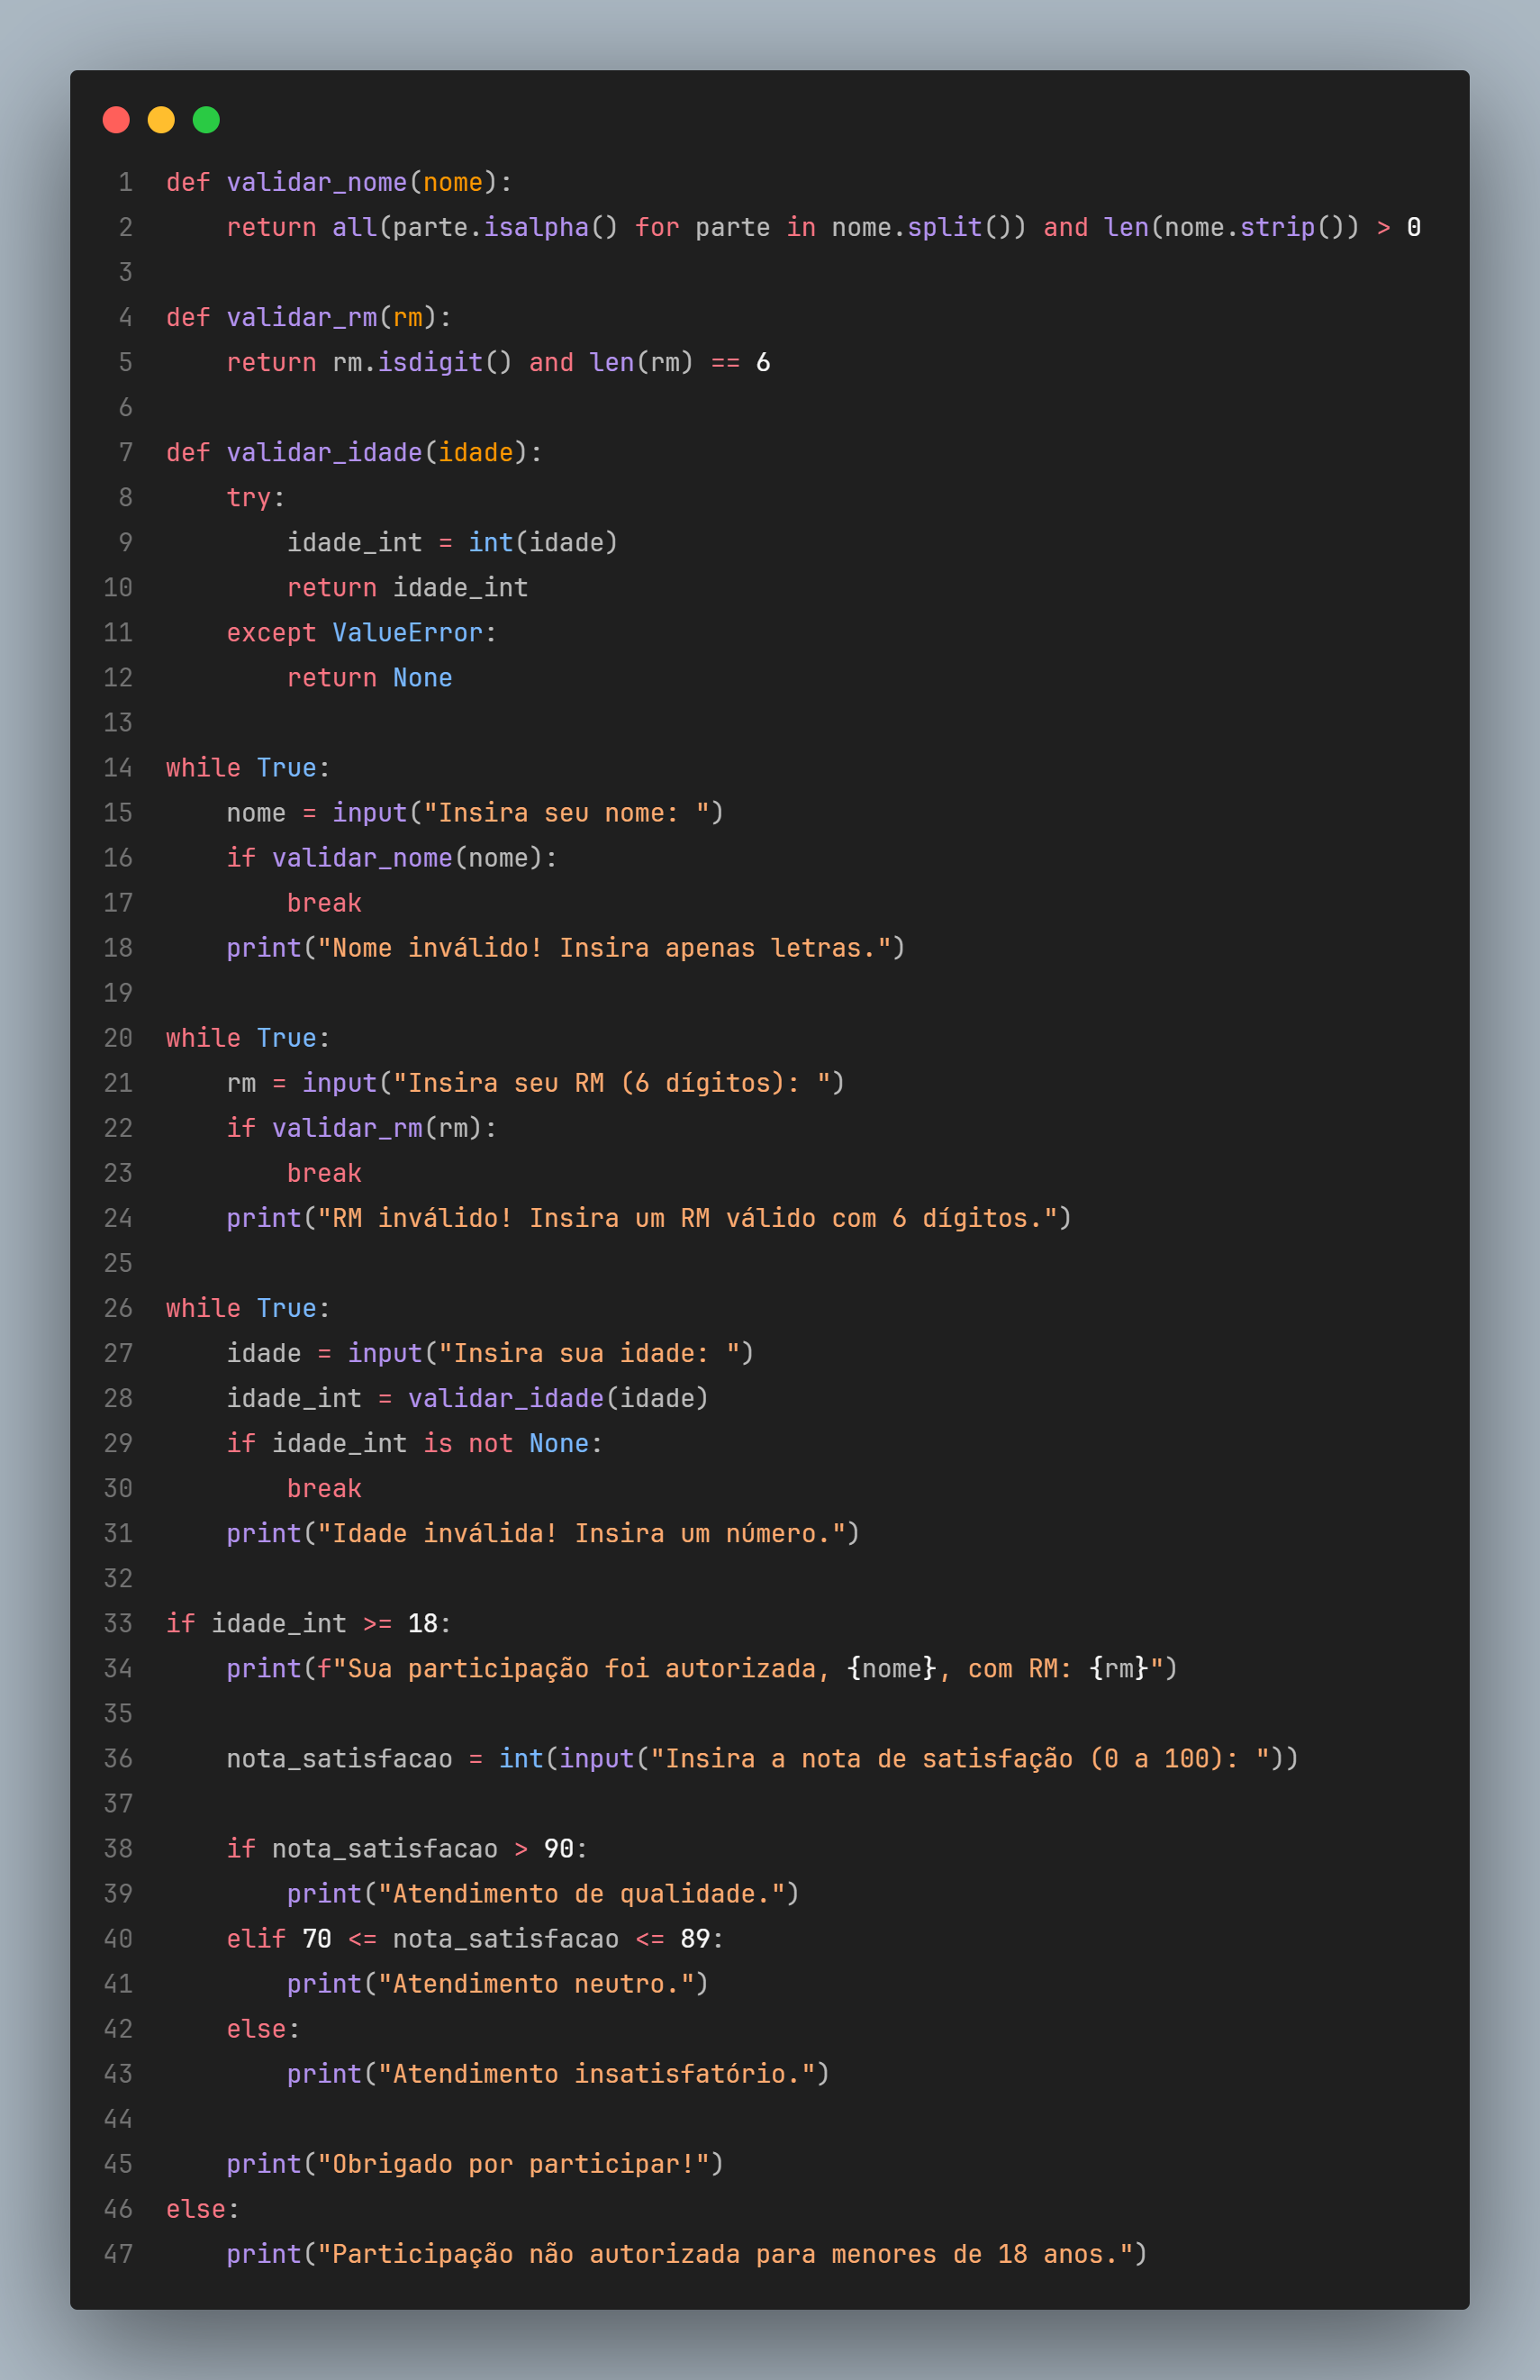 1 def validar_nome(nome):
2     return all(parte.isalpha() for parte in nome.split()) and len(nome.strip()) > 0
3
4 def validar_rm(rm):
5     return rm.isdigit() and len(rm) == 6
6
7 def validar_idade(idade):
8     try:
9         idade_int = int(idade)
10         return idade_int
11     except ValueError:
12         return None
13
14 while True:
15     nome = input("Insira seu nome: ")
16     if validar_nome(nome):
17         break
18     print("Nome inválido! Insira apenas letras.")
19
20 while True:
21     rm = input("Insira seu RM (6 dígitos): ")
22     if validar_rm(rm):
23         break
24     print("RM inválido! Insira um RM válido com 6 dígitos.")
25
26 while True:
27     idade = input("Insira sua idade: ")
28     idade_int = validar_idade(idade)
29     if idade_int is not None:
30         break
31     print("Idade inválida! Insira um número.")
32
33 if idade_int >= 18:
34     print(f"Sua participação foi autorizada, {nome}, com RM: {rm}")
35
36     nota_satisfacao = int(input("Insira a nota de satisfação (0 a 100): "))
37
38     if nota_satisfacao > 90:
39         print("Atendimento de qualidade.")
40     elif 70 <= nota_satisfacao <= 89:
41         print("Atendimento neutro.")
42     else:
43         print("Atendimento insatisfatório.")
44
45     print("Obrigado por participar!")
46 else:
47     print("Participação não autorizada para menores de 18 anos.")